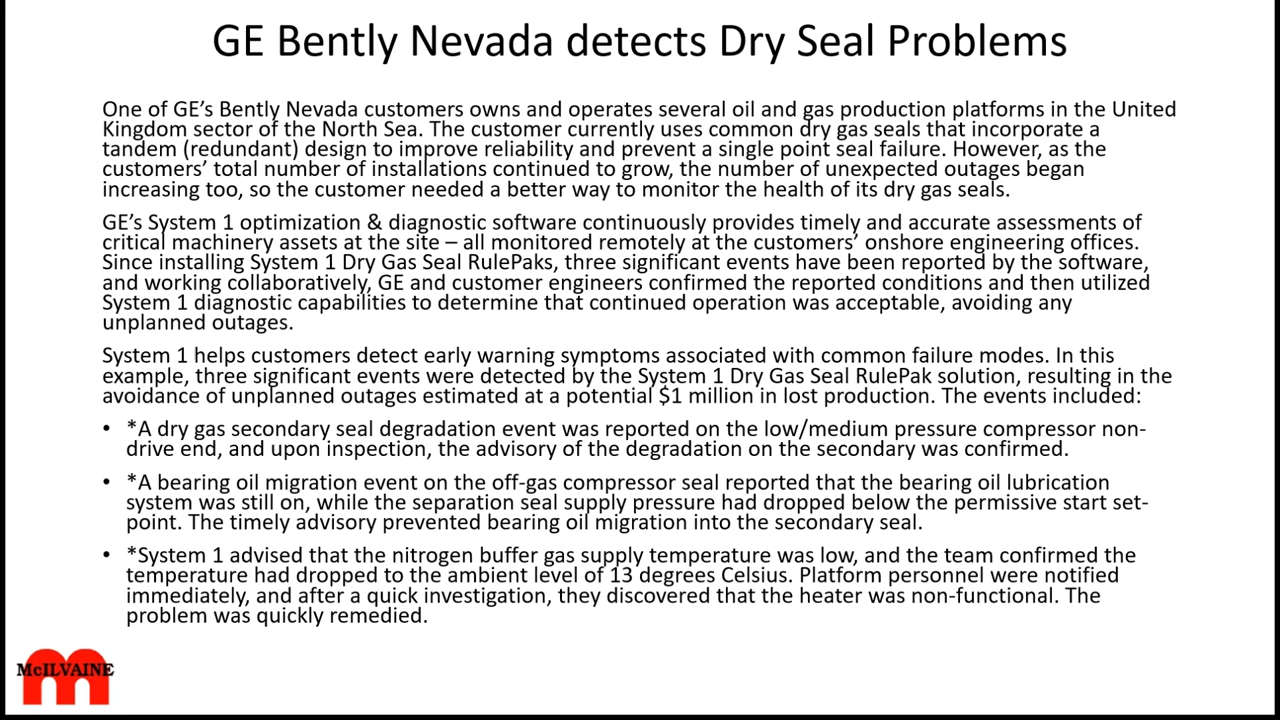 GE Bently Nevada detects Dry Seal Problems
One of GE's Bently Nevada customers owns and operates several oil and gas production platforms in the United
Kingdom sector of the North Sea. The customer currently uses common dry gas seals that incorporate a
tandem (redundant) design to improve reliability and prevent a single point seal failure. However, as the
customers' total number of installations continued to grow, the number of unexpected outages began
increasing too, so the customer needed a better way to monitor the health of its dry gas seals.
GE's System 1 optimization & diagnostic software continuously provides timely and accurate assessments of
critical machinery assets at the site – all monitored remotely at the customers' onshore engineering offices.
Since installing System 1 Dry Gas Seal RulePaks, three significant events have been reported by the software,
and working collaboratively, GE and customer engineers confirmed the reported conditions and then utilized
System 1 diagnostic capabilities to determine that continued operation was acceptable, avoiding any
unplanned outages.
System 1 helps customers detect early warning symptoms associated with common failure modes. In this
example, three significant events were detected by the System 1 Dry Gas Seal RulePak solution, resulting in the
avoidance of unplanned outages estimated at a potential $1 million in lost production. The events included:
• *A dry gas secondary seal degradation event was reported on the low/medium pressure compressor non-
drive end, and upon inspection, the advisory of the degradation on the secondary was confirmed.
• *A bearing oil migration event on the off-gas compressor seal reported that the bearing oil lubrication
system was still on, while the separation seal supply pressure had dropped below the permissive start set-
point. The timely advisory prevented bearing oil migration into the secondary seal.
• *System 1 advised that the nitrogen buffer gas supply temperature was low, and the team confirmed the
temperature had dropped to the ambient level of 13 degrees Celsius. Platform personnel were notified
immediately, and after a quick investigation, they discovered that the heater was non-functional. The
problem was quickly remedied.
McILVAINE